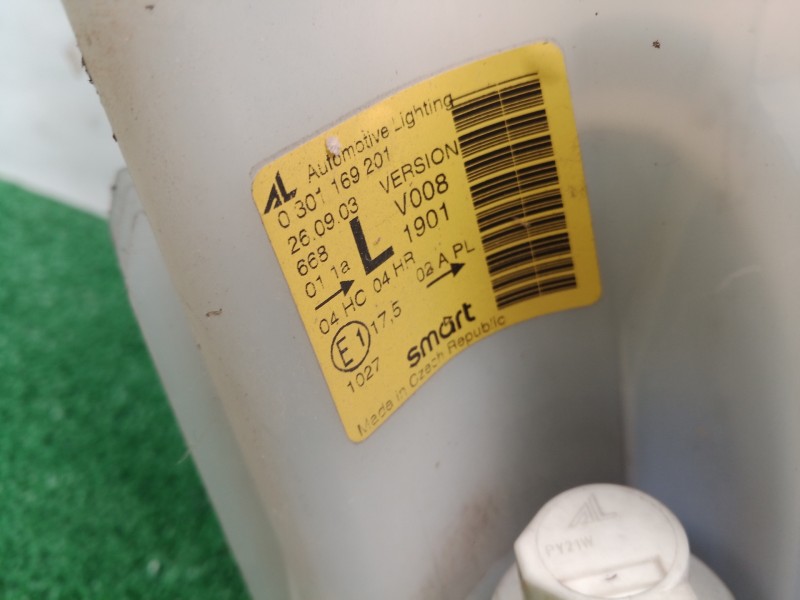 AL Automotive Lighting
0 301 169 201
26.09.03 VERSION
668 L V008
01 1a 1901
04 HC 04 HR 02 A PL
E1 17,5
1027 smart
Made in Czech Republic
AL
PY21W